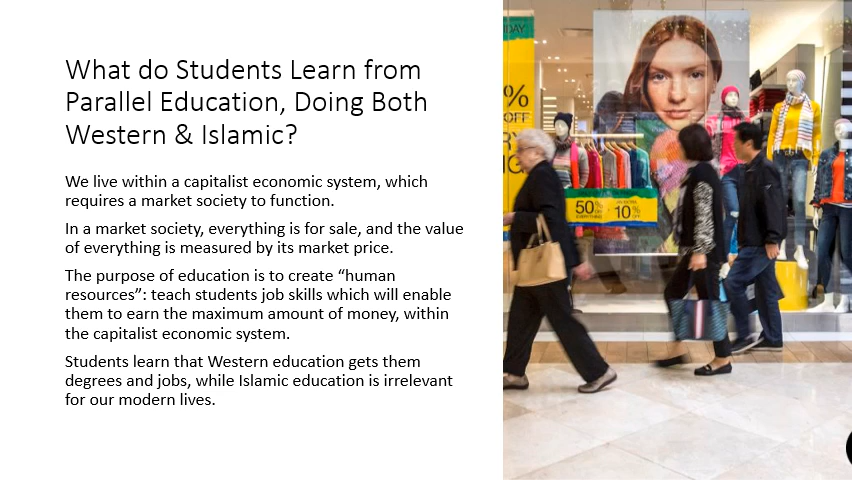 What do Students Learn from
Parallel Education, Doing Both
Western & Islamic?
We live within a capitalist economic system, which
requires a market society to function.
In a market society, everything is for sale, and the value
of everything is measured by its market price.
The purpose of education is to create “human
resources”: teach students job skills which will enable
them to earn the maximum amount of money, within
the capitalist economic system.
Students learn that Western education gets them
degrees and jobs, while Islamic education is irrelevant
for our modern lives.
DAY
%
OFF
50%
10%